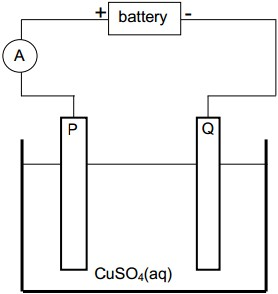 + battery -
A
P Q
CuSO₄(aq)